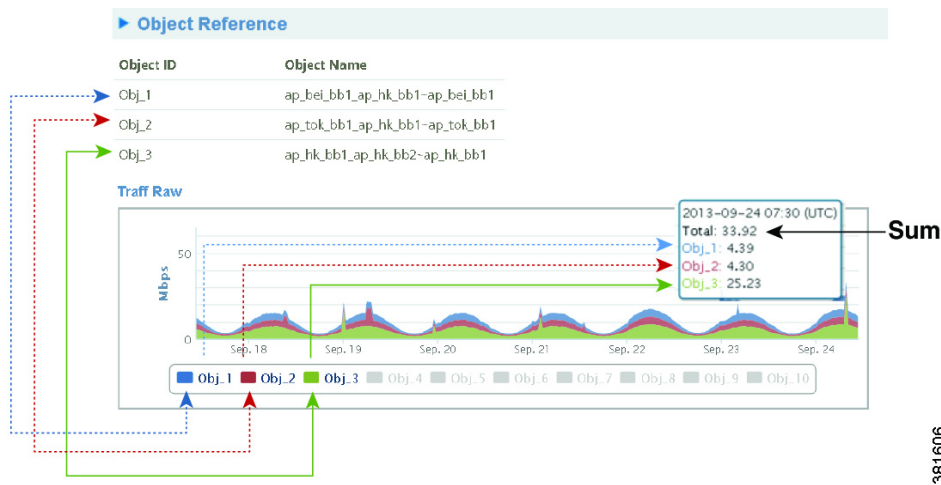 Object Reference
Object ID Object Name
Obj_1 ap_bei_bb1_ap_hk_bb1-ap_bei_bb1
Obj_2 ap_tok_bb1_ap_hk_bb1-ap_tok_bb1
Obj_3 ap_hk_bb1_ap_hk_bb2-ap_hk_bb1
Traff Raw
2013-09-24 07:30 (UTC)
Total: 33.92
Sum
Obj_1: 4.39
Obj_2: 4.30
Obj_3: 25.23
50
Mbps
0
Sep. 18 Sep. 19 Sep. 20 Sep. 21 Sep. 22 Sep. 23 Sep. 24
Obj_1 Obj_2 Obj_3 Obj_4 Obj_5 Obj_6 Obj_7 Obj_8 Obj_9 Obj_10
381606